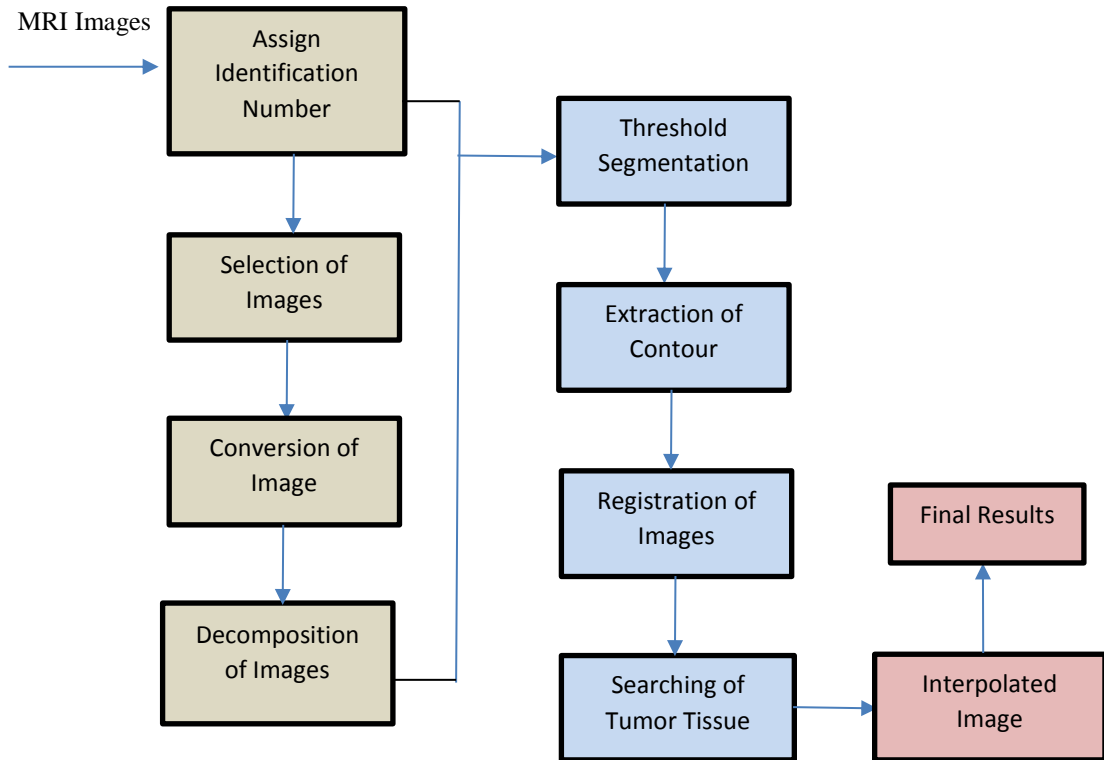 MRI Images
Assign
Identification
Number
Selection of
Images
Conversion of
Image
Decomposition
of Images
Threshold
Segmentation
Extraction of
Contour
Registration of
Images
Searching of
Tumor Tissue
Interpolated
Image
Final Results